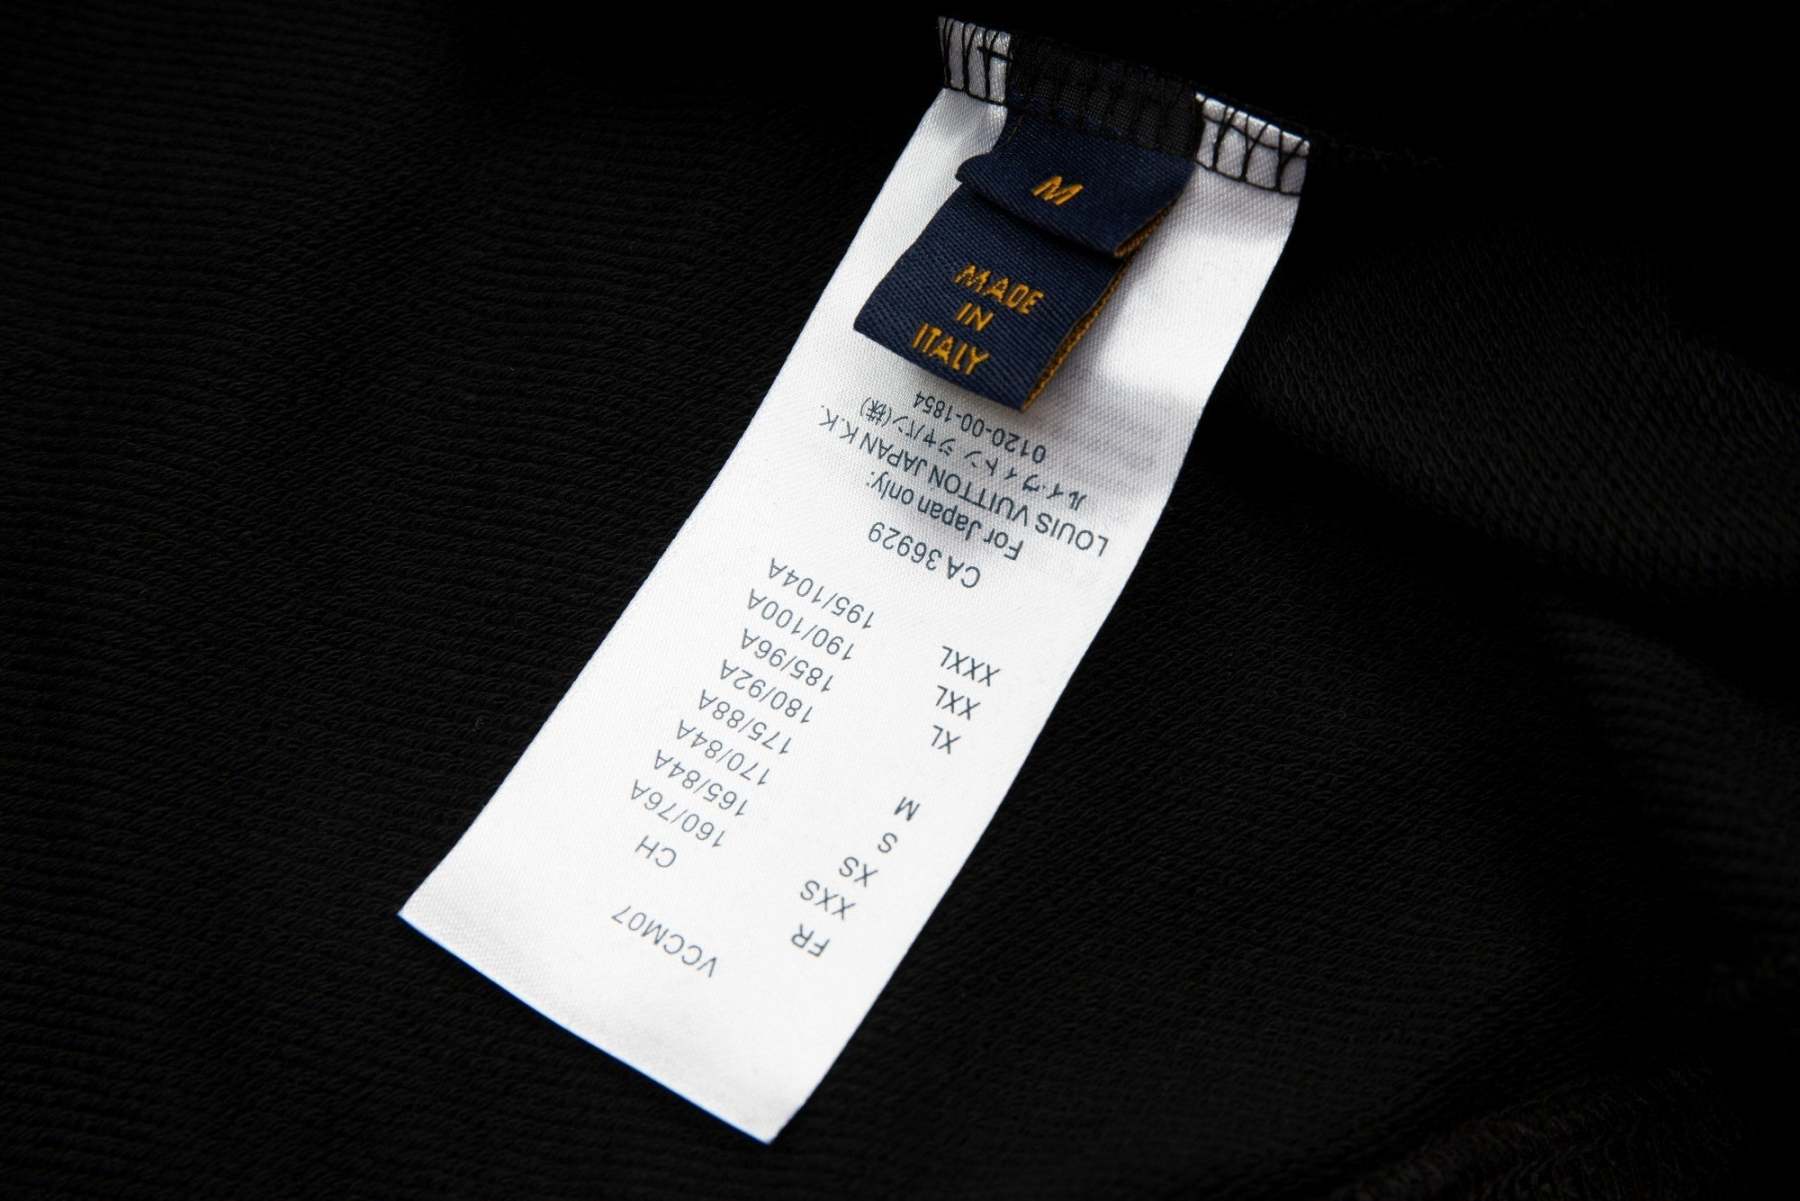 M
MADE
IN
ITALY
VCCM07
FR CH
XXS 160/76A
XS 165/84A
S 170/84A
M 175/88A
180/92A
XL 185/96A
XXL 190/100A
XXXL 195/104A
CA 36929
For Japan only:
LOUIS VUITTON JAPAN K.K.
ルイ·ヴィトン ジャパン(株)
0120-00-1854